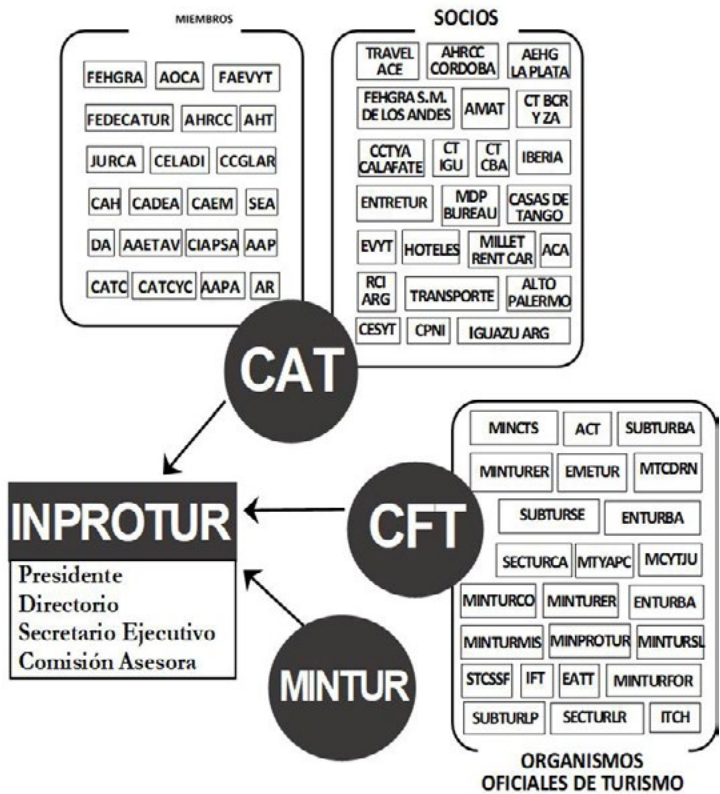 MIEMBROS
FEHGRA AOCA FAEVYT
FEDECATUR AHRCC AHT
JURCA CELADI CCGLAR
CAH CADEA CAEM SEA
DA AAETAV CIAPSA AAP
CATC CATCYC AAPA AR
SOCIOS
TRAVEL ACE
AHRCC CORDOBA
AEHG LA PLATA
FEHGRA S.M. DE LOS ANDES
AMAT
CT BCR Y ZA
CCTYA CALAFATE
CT IGU
CT CBA
IBERIA
ENTRETUR
MDP BUREAU
CASAS DE TANGO
EVYT
HOTELES
MILLET RENT CAR
ACA
RCI ARG
TRANSPORTE
ALTO PALERMO
CESYT
CPNI
IGUAZU ARG
CAT
INPROTUR
Presidente
Directorio
Secretario Ejecutivo
Comisión Asesora
CFT
MINTUR
MINCTS ACT SUBTURBA
MINTURER EMETUR MTCDRN
SUBTURSE ENTURBA
SECTURCA MTYAPC MCYTJU
MINTURCO MINTURER ENTURBA
MINTURMIS MINPROTUR MINTURSL
STCSSF IFT EATT MINTURFOR
SUBTURLP SECTURLR ITCH
ORGANISMOS
OFICIALES DE TURISMO